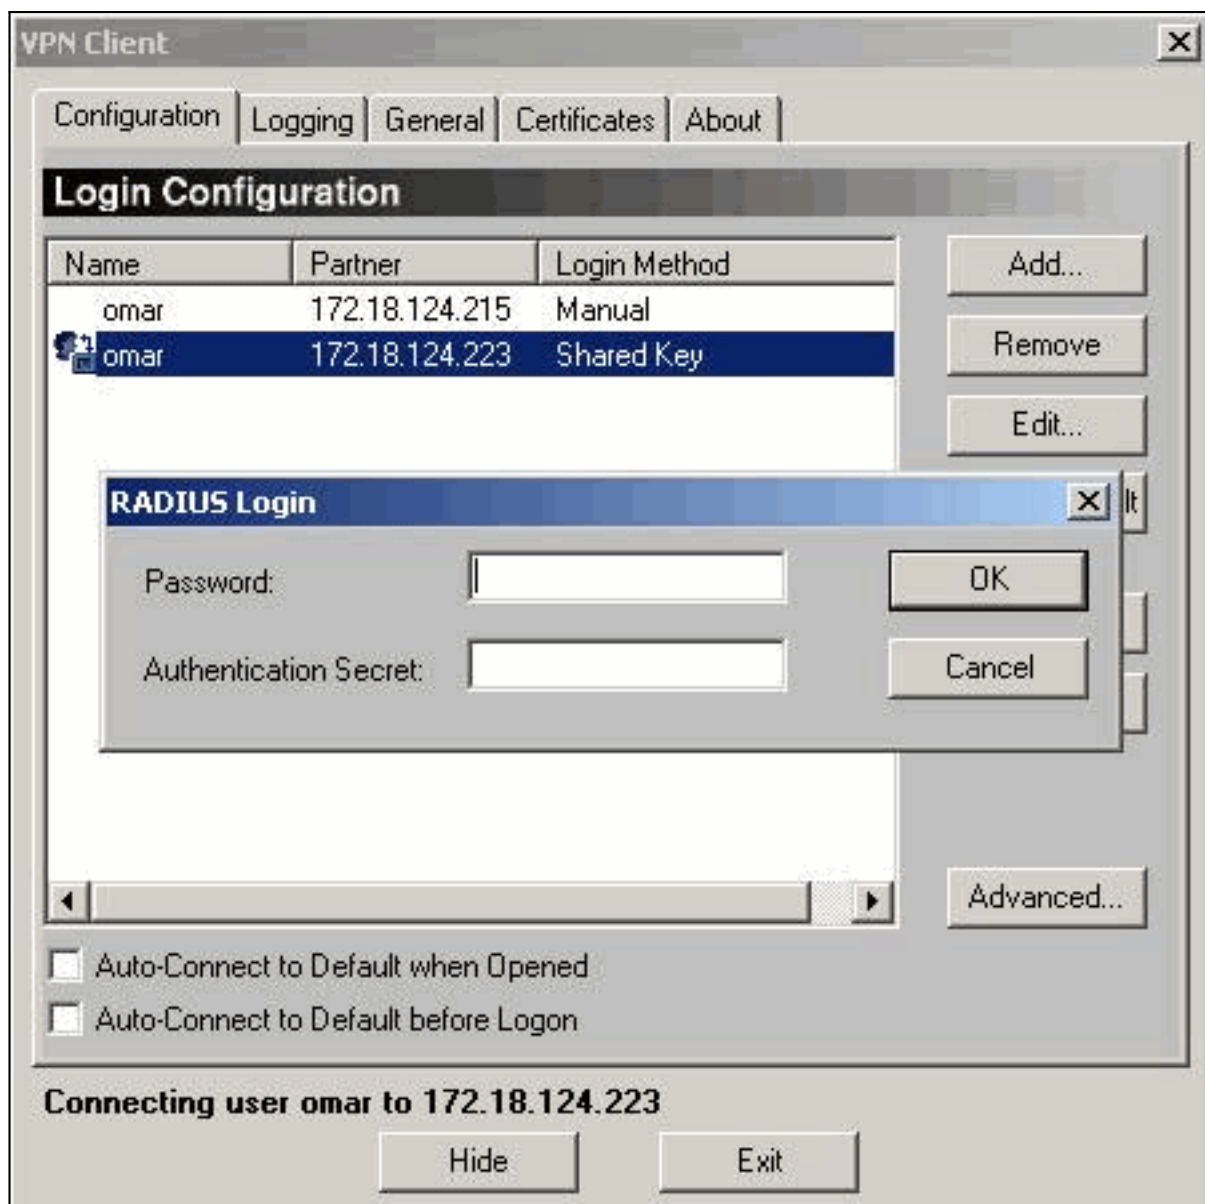 VPN Client
Configuration Logging General Certificates About
Login Configuration
Name Partner Login Method
omar 172.18.124.215 Manual
omar 172.18.124.223 Shared Key
Add...
Remove
Edit...
lt
RADIUS Login
Password:
OK
Authentication Secret:
Cancel
Advanced...
Auto-Connect to Default when Opened
Auto-Connect to Default before Logon
Connecting user omar to 172.18.124.223
Hide Exit